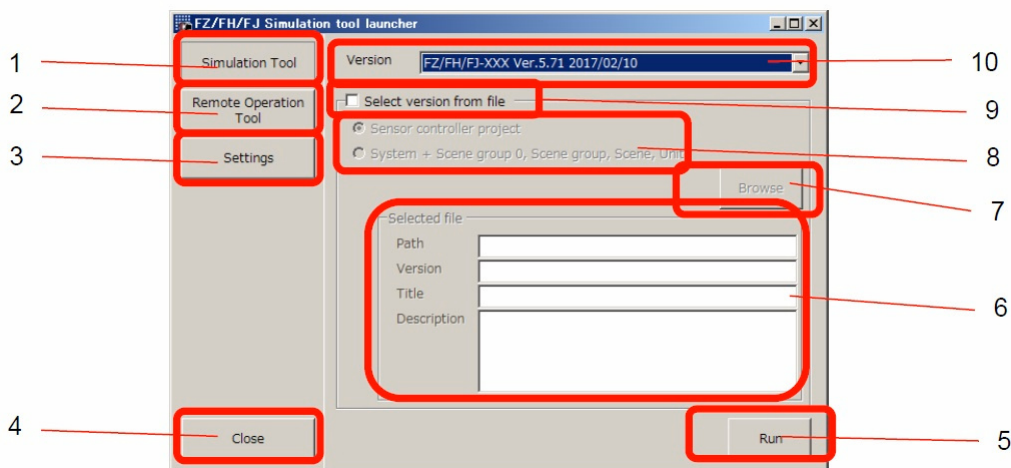 FZ/FH/FJ Simulation tool launcher
1
Simulation Tool
Version
FZ/FH/FJ-XXX Ver.5.71 2017/02/10
10
2
Remote Operation
Tool
Select version from file
9
3
Settings
Sensor controller project
System + Scene group 0, Scene group, Scene, Unit
8
Browse
7
Selected file
Path
Version
Title
Description
6
4
Close
Run
5